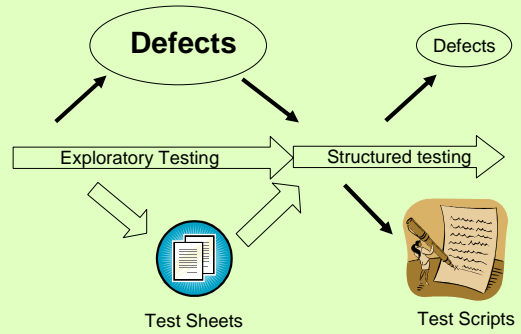 Defects
Defects
Exploratory Testing
Structured testing
Test Sheets
Test Scripts